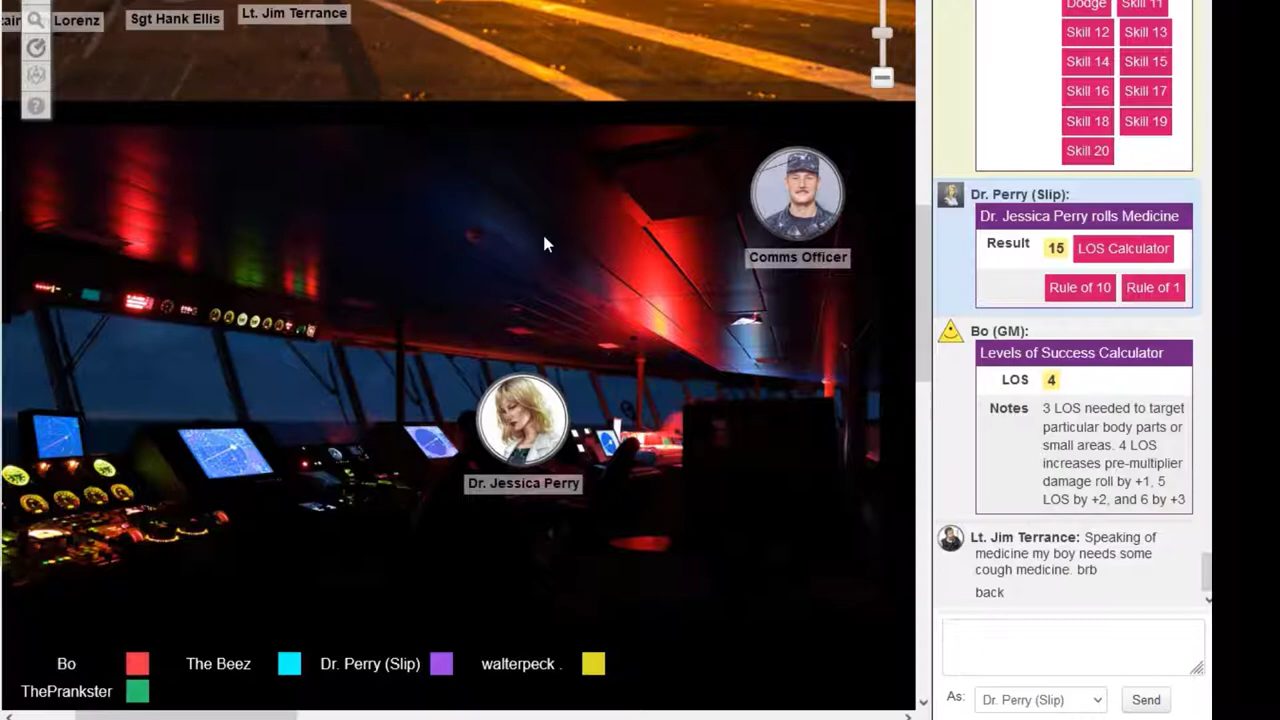 tain Lorenz
Sgt Hank Ellis
Lt. Jim Terrance
Comms Officer
Dr. Jessica Perry
Bo
The Beez
Dr. Perry (Slip)
walterpeck .
ThePrankster
Dodge Skill 11
Skill 12 Skill 13
Skill 14 Skill 15
Skill 16 Skill 17
Skill 18 Skill 19
Skill 20
Dr. Perry (Slip):
Dr. Jessica Perry rolls Medicine
Result 15 LOS Calculator
Rule of 10 Rule of 1
Bo (GM):
Levels of Success Calculator
LOS 4
Notes 3 LOS needed to target
particular body parts or
small areas. 4 LOS
increases pre-multiplier
damage roll by +1, 5
LOS by +2, and 6 by +3
Lt. Jim Terrance: Speaking of
medicine my boy needs some
cough medicine. brb
back
As: Dr. Perry (Slip) Send